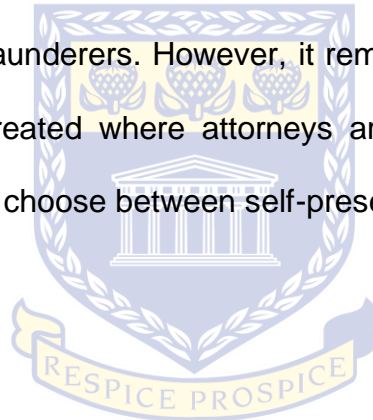 aunderers. However, it rem
reated where attorneys ar
choose between self-prese
RESPICE PROSPICE